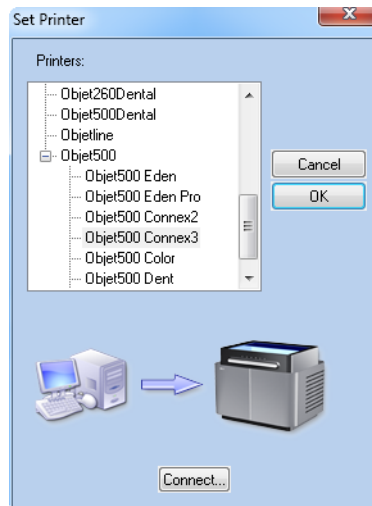 Set Printer
Printers:
Objet260Dental
Objet500Dental
Objetline
Objet500
Objet500 Eden
Objet500 Eden Pro
Objet500 Connex2
Objet500 Connex3
Objet500 Color
Objet500 Dent
Cancel
OK
Connect...